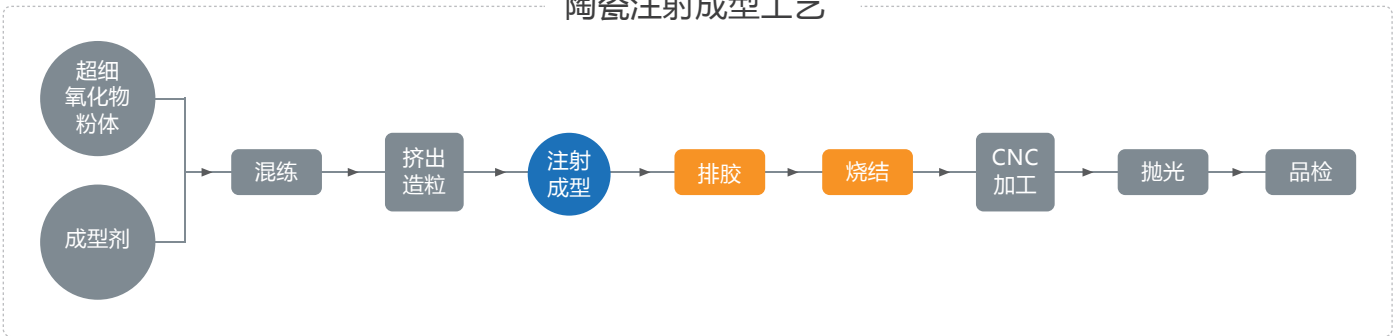 陶瓷注射成型工艺
超细
氧化物
粉体
成型剂
混练
挤出
造粒
注射
成型
排胶
烧结
CNC
加工
抛光
品检